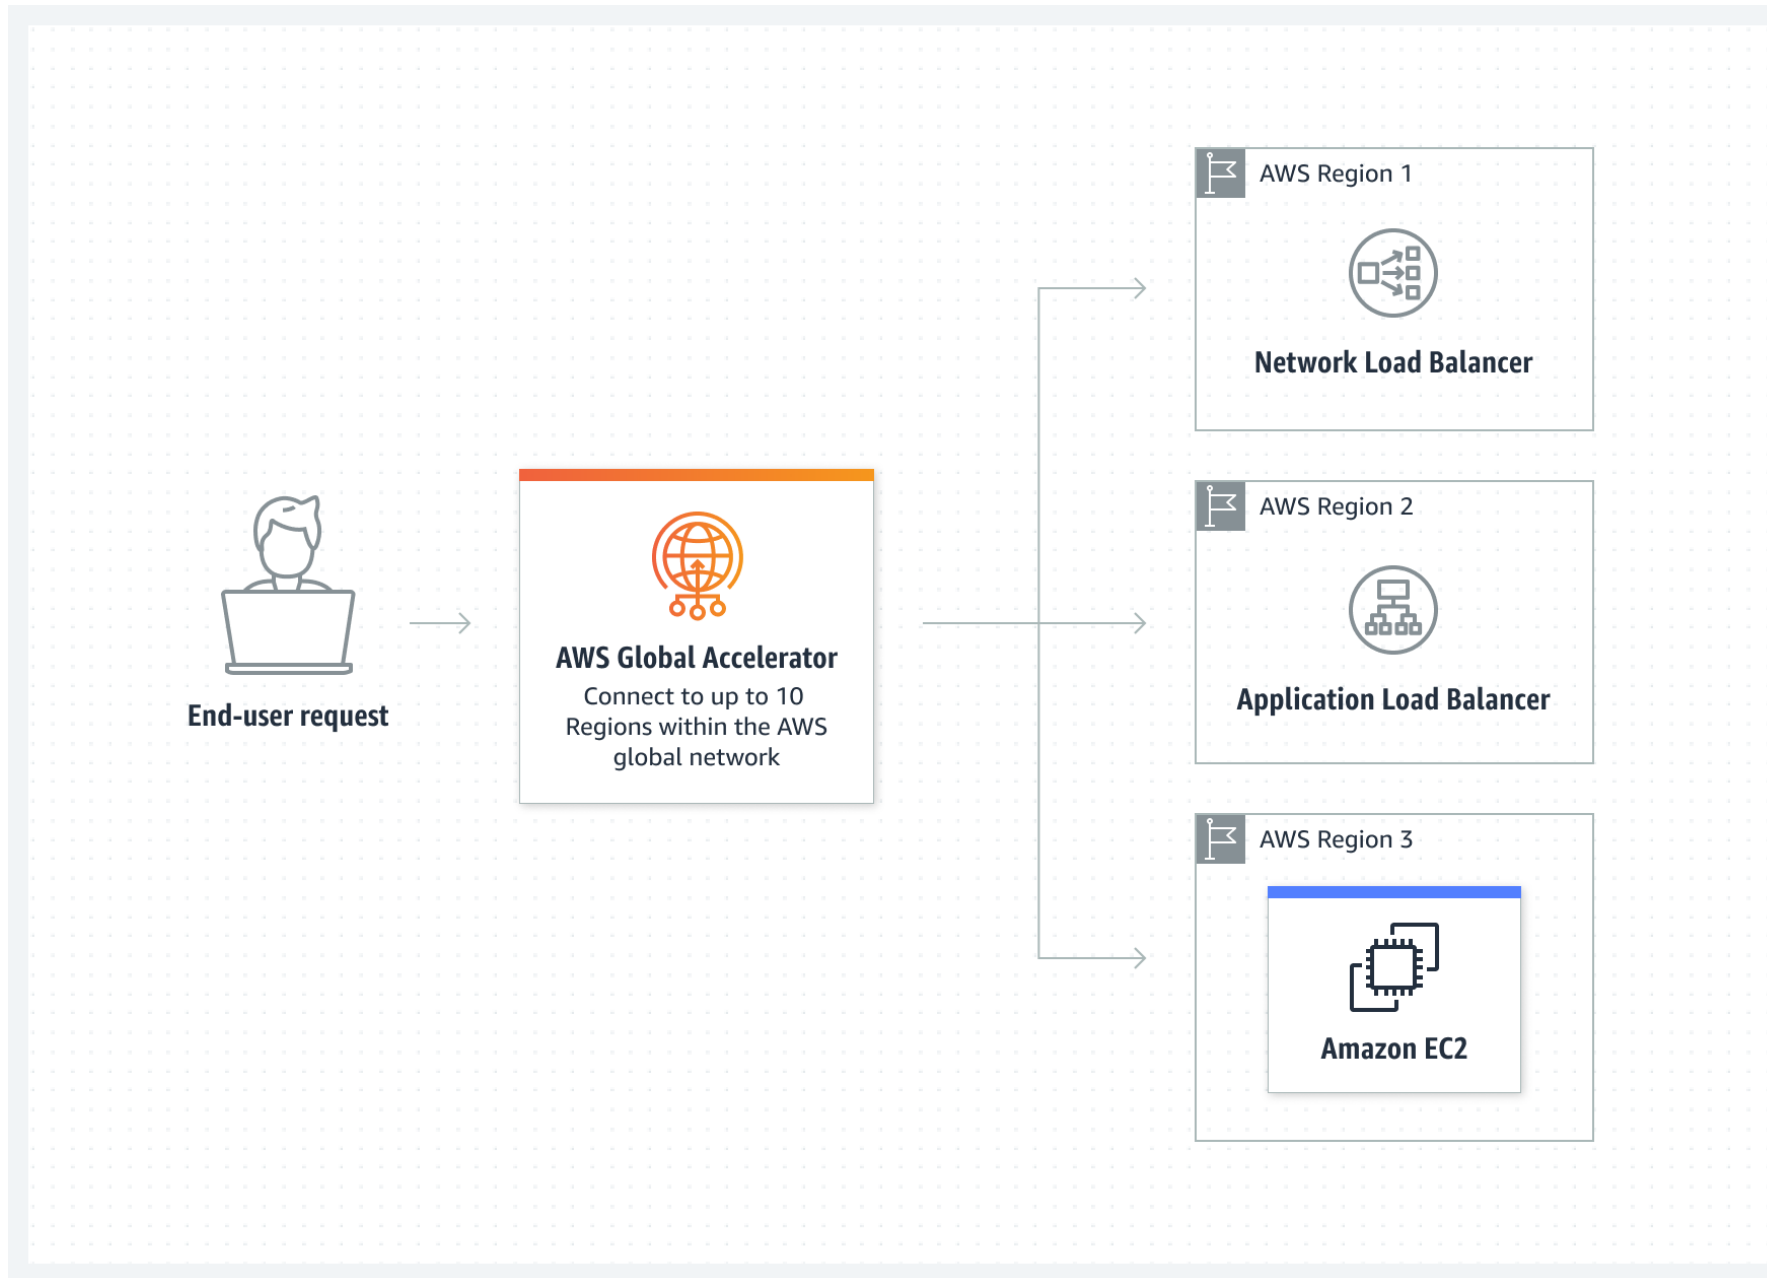 End-user request
AWS Global Accelerator
Connect to up to 10
Regions within the AWS
global network
AWS Region 1
Network Load Balancer
AWS Region 2
Application Load Balancer
AWS Region 3
Amazon EC2